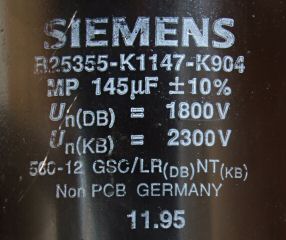 SIEMENS
B25355-K1147-K904
MP 145µF ±10%
Un(DB) = 1800V
Un(KB) = 2300V
560-12 GSC/LR(DB)NT(KB)
Non PCB GERMANY
11.95